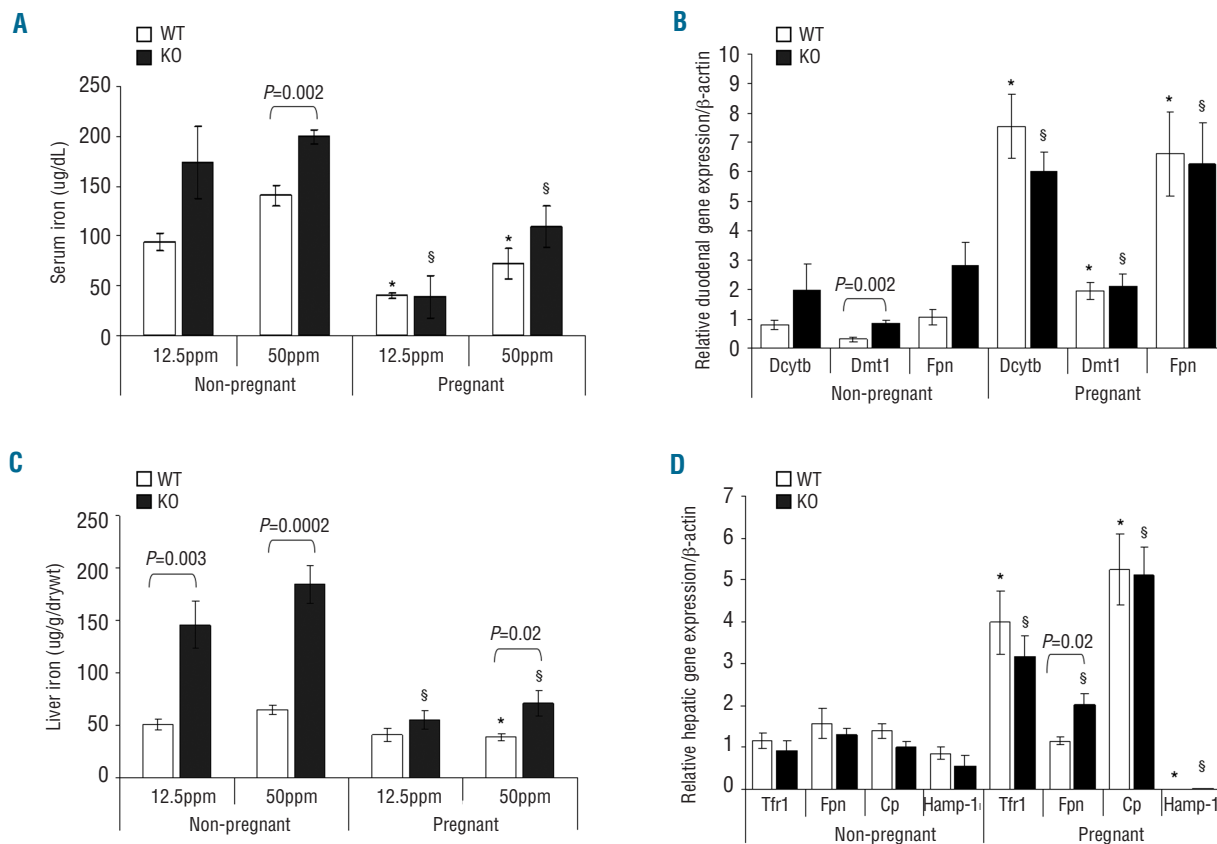 A
WT
KO
Serum iron (ug/dL)
250
200
150
100
50
0
P=0.002
* § * §
12.5ppm 50ppm 12.5ppm 50ppm
Non-pregnant Pregnant
B
WT
KO
Relative duodenal gene expression/β-acrtin
10
9
8
7
6
5
4
3
2
1
0
P=0.002
* § * § * §
Dcytb Dmt1 Fpn Dcytb Dmt1 Fpn
Non-pregnant Pregnant
C
WT
KO
Liver iron (ug/g/drywt)
250
200
150
100
50
0
P=0.003
P=0.0002
P=0.02
§ * §
12.5ppm 50ppm 12.5ppm 50ppm
Non-pregnant Pregnant
D
WT
KO
Relative hepatic gene expression/β-actin
7
6
5
4
3
2
1
0
P=0.02
* § § * § * §
Tfr1 Fpn Cp Hamp-1 Tfr1 Fpn Cp Hamp-1
Non-pregnant Pregnant